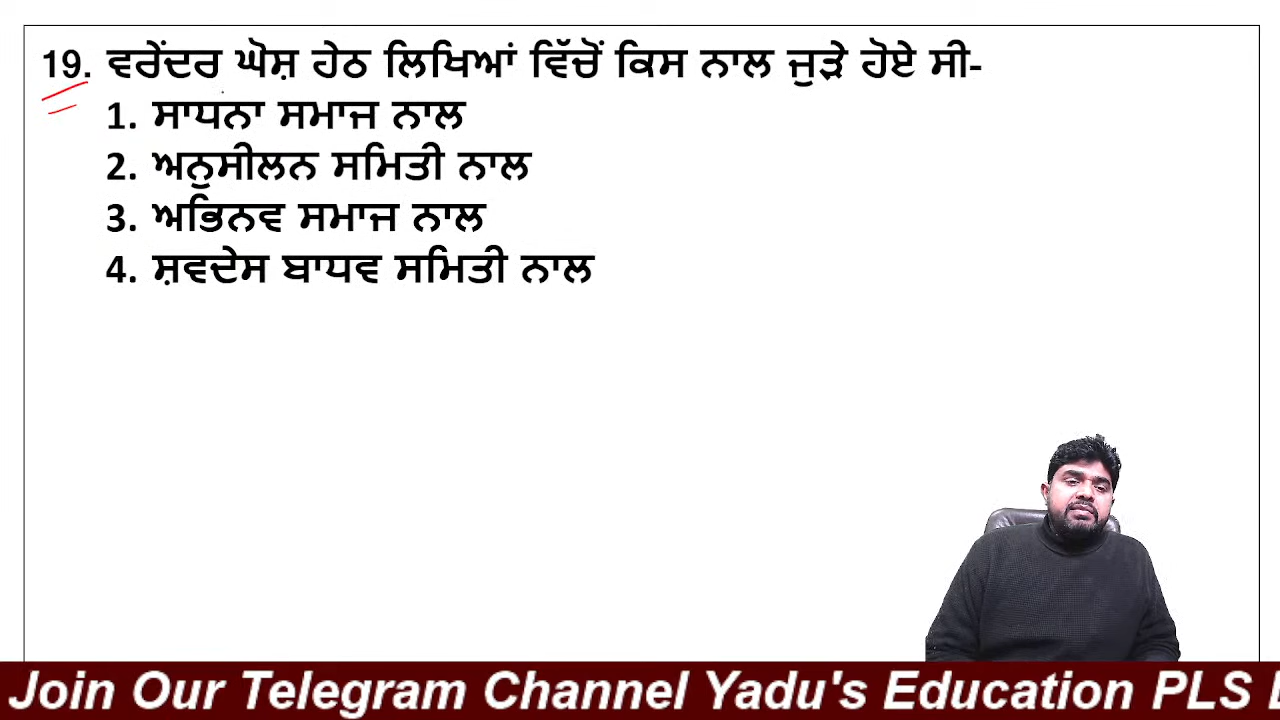 19. ਵਰੇਂਦਰ ਘੋਸ਼ ਹੇਠ ਲਿਖਿਆਂ ਵਿੱਚੋਂ ਕਿਸ ਨਾਲ ਜੁੜੇ ਹੋਏ ਸੀ-
1. ਸਾਧਨਾ ਸਮਾਜ ਨਾਲ
2. ਅਨੁਸੀਲਨ ਸਮਿਤੀ ਨਾਲ
3. ਅਭਿਨਵ ਸਮਾਜ ਨਾਲ
4. ਸ਼ਵਦੇਸ ਬਾਧਵ ਸਮਿਤੀ ਨਾਲ
Join Our Telegram Channel Yadu's Education PLS